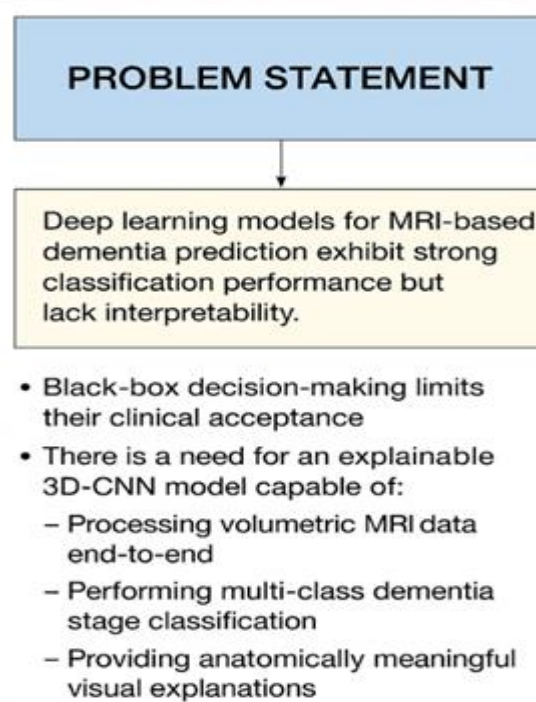 PROBLEM STATEMENT
Deep learning models for MRI-based
dementia prediction exhibit strong
classification performance but
lack interpretability.
• Black-box decision-making limits
their clinical acceptance
• There is a need for an explainable
3D-CNN model capable of:
– Processing volumetric MRI data
end-to-end
– Performing multi-class dementia
stage classification
– Providing anatomically meaningful
visual explanations